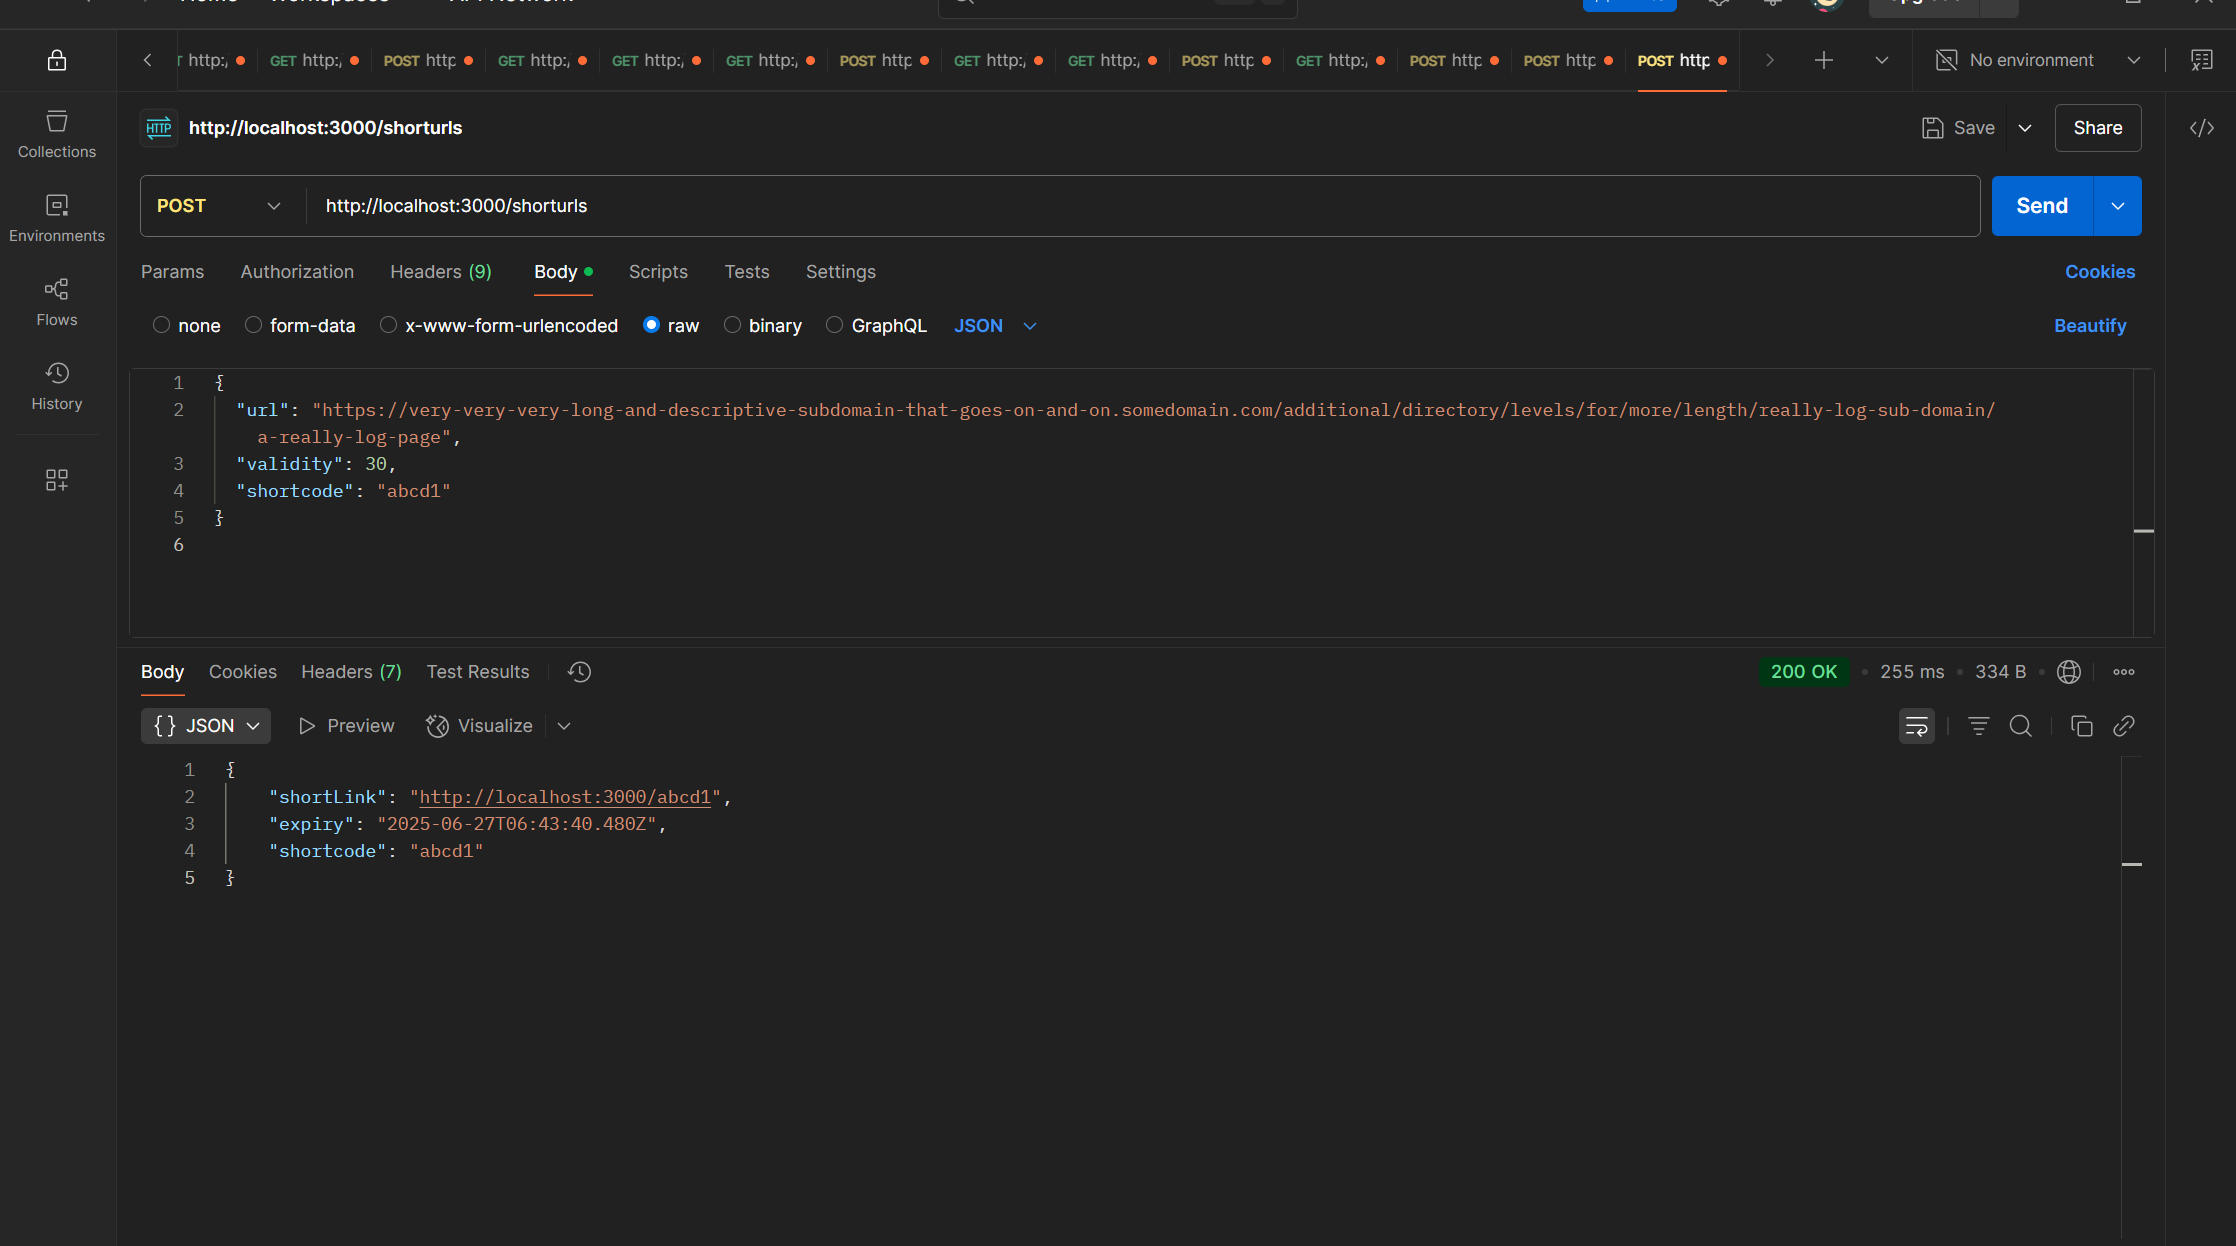 Home Workspaces API Network
http:/ GET http:/ POST http GET http:/ GET http:/ GET http:/ POST http GET http:/ GET http:/ POST http GET http:/ POST http POST http POST http No environment
HTTP http://localhost:3000/shorturls Save Share
Collections
POST http://localhost:3000/shorturls Send
Environments
Params Authorization Headers (9) Body Scripts Tests Settings Cookies
Flows
none form-data x-www-form-urlencoded raw binary GraphQL JSON Beautify
History
1 {
2 "url": "https://very-very-very-long-and-descriptive-subdomain-that-goes-on-and-on.somedomain.com/additional/directory/levels/for/more/length/really-log-sub-domain/
a-really-log-page",
3 "validity": 30,
4 "shortcode": "abcd1"
5 }
6
Body Cookies Headers (7) Test Results 200 OK • 255 ms • 334 B •
{} JSON Preview Visualize
1 {
2 "shortLink": "http://localhost:3000/abcd1",
3 "expiry": "2025-06-27T06:43:40.480Z",
4 "shortcode": "abcd1"
5 }